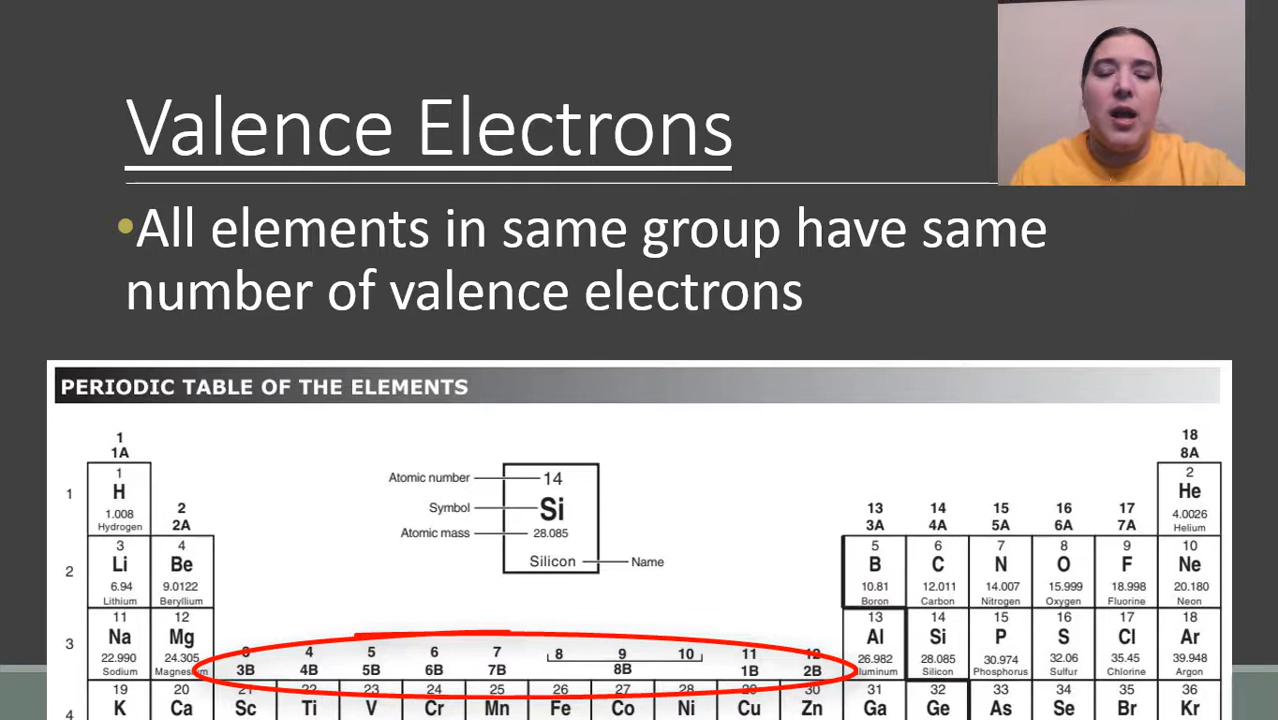 Valence Electrons
•All elements in same group have same
number of valence electrons
PERIODIC TABLE OF THE ELEMENTS
1
1A
18
8A
1
1
H
1.008
Hydrogen
2
2A
Atomic number
14
Symbol
Si
Atomic mass
28.085
Silicon
Name
13
3A
14
4A
15
5A
16
6A
17
7A
2
He
4.0026
Helium
2
3
Li
6.94
Lithium
4
Be
9.0122
Beryllium
5
B
10.81
Boron
6
C
12.011
Carbon
7
N
14.007
Nitrogen
8
O
15.999
Oxygen
9
F
18.998
Fluorine
10
Ne
20.180
Neon
3
11
Na
22.990
Sodium
12
Mg
24.305
Magnesium
3
3B
4
4B
5
5B
6
6B
7
7B
8 9 10
8B
11
1B
12
2B
13
Al
26.982
luminum
14
Si
28.085
Silicon
15
P
30.974
Phosphorus
16
S
32.06
Sulfur
17
Cl
35.45
Chlorine
18
Ar
39.948
Argon
4
19
K
20
Ca
21
Sc
22
Ti
23
V
24
Cr
25
Mn
26
Fe
27
Co
28
Ni
29
Cu
30
Zn
31
Ga
32
Ge
33
As
34
Se
35
Br
36
Kr